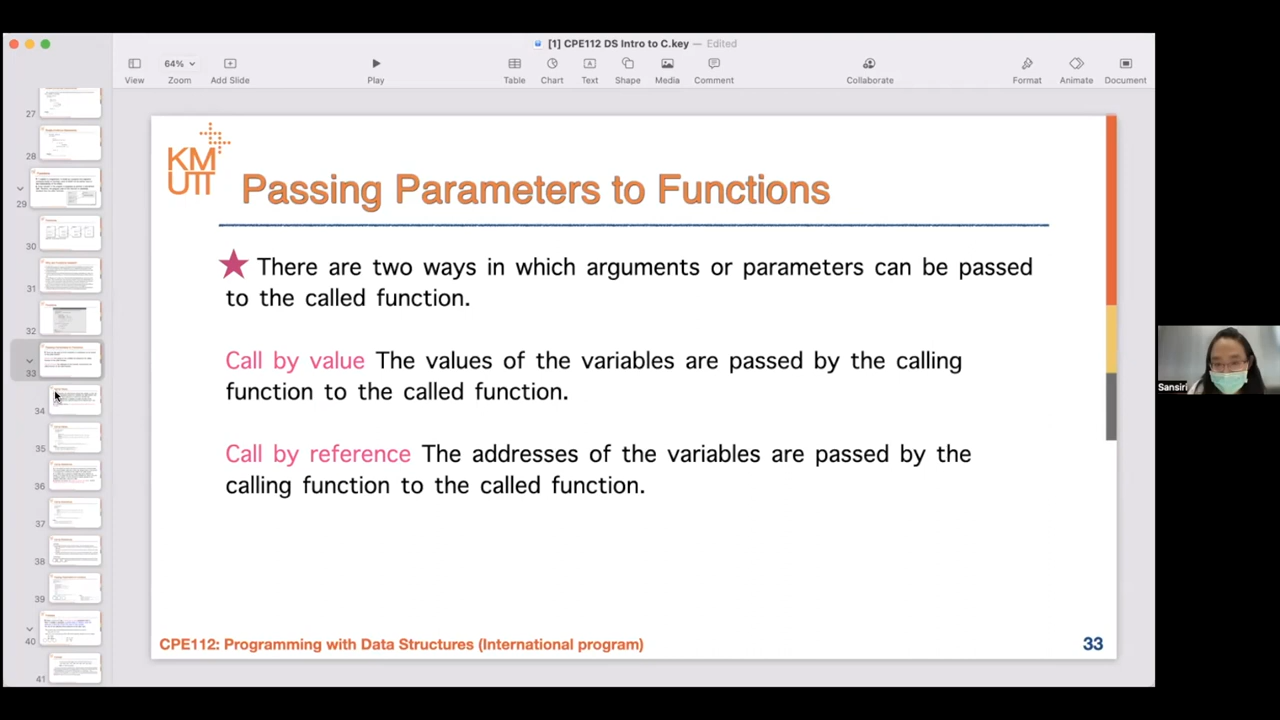 [1] CPE112 DS Intro to C.key — Edited
64%
View
Zoom
Add Slide
Play
Table
Chart
Text
Shape
Media
Comment
Collaborate
Format
Animate
Document
27
28
29
30
31
32
33
34
35
36
37
38
39
40
41
KM
UTT
Passing Parameters to Functions
There are two ways in which arguments or parameters can be passed
to the called function.
Call by value The values of the variables are passed by the calling
function to the called function.
Call by reference The addresses of the variables are passed by the
calling function to the called function.
CPE112: Programming with Data Structures (International program)
33
Sansiri